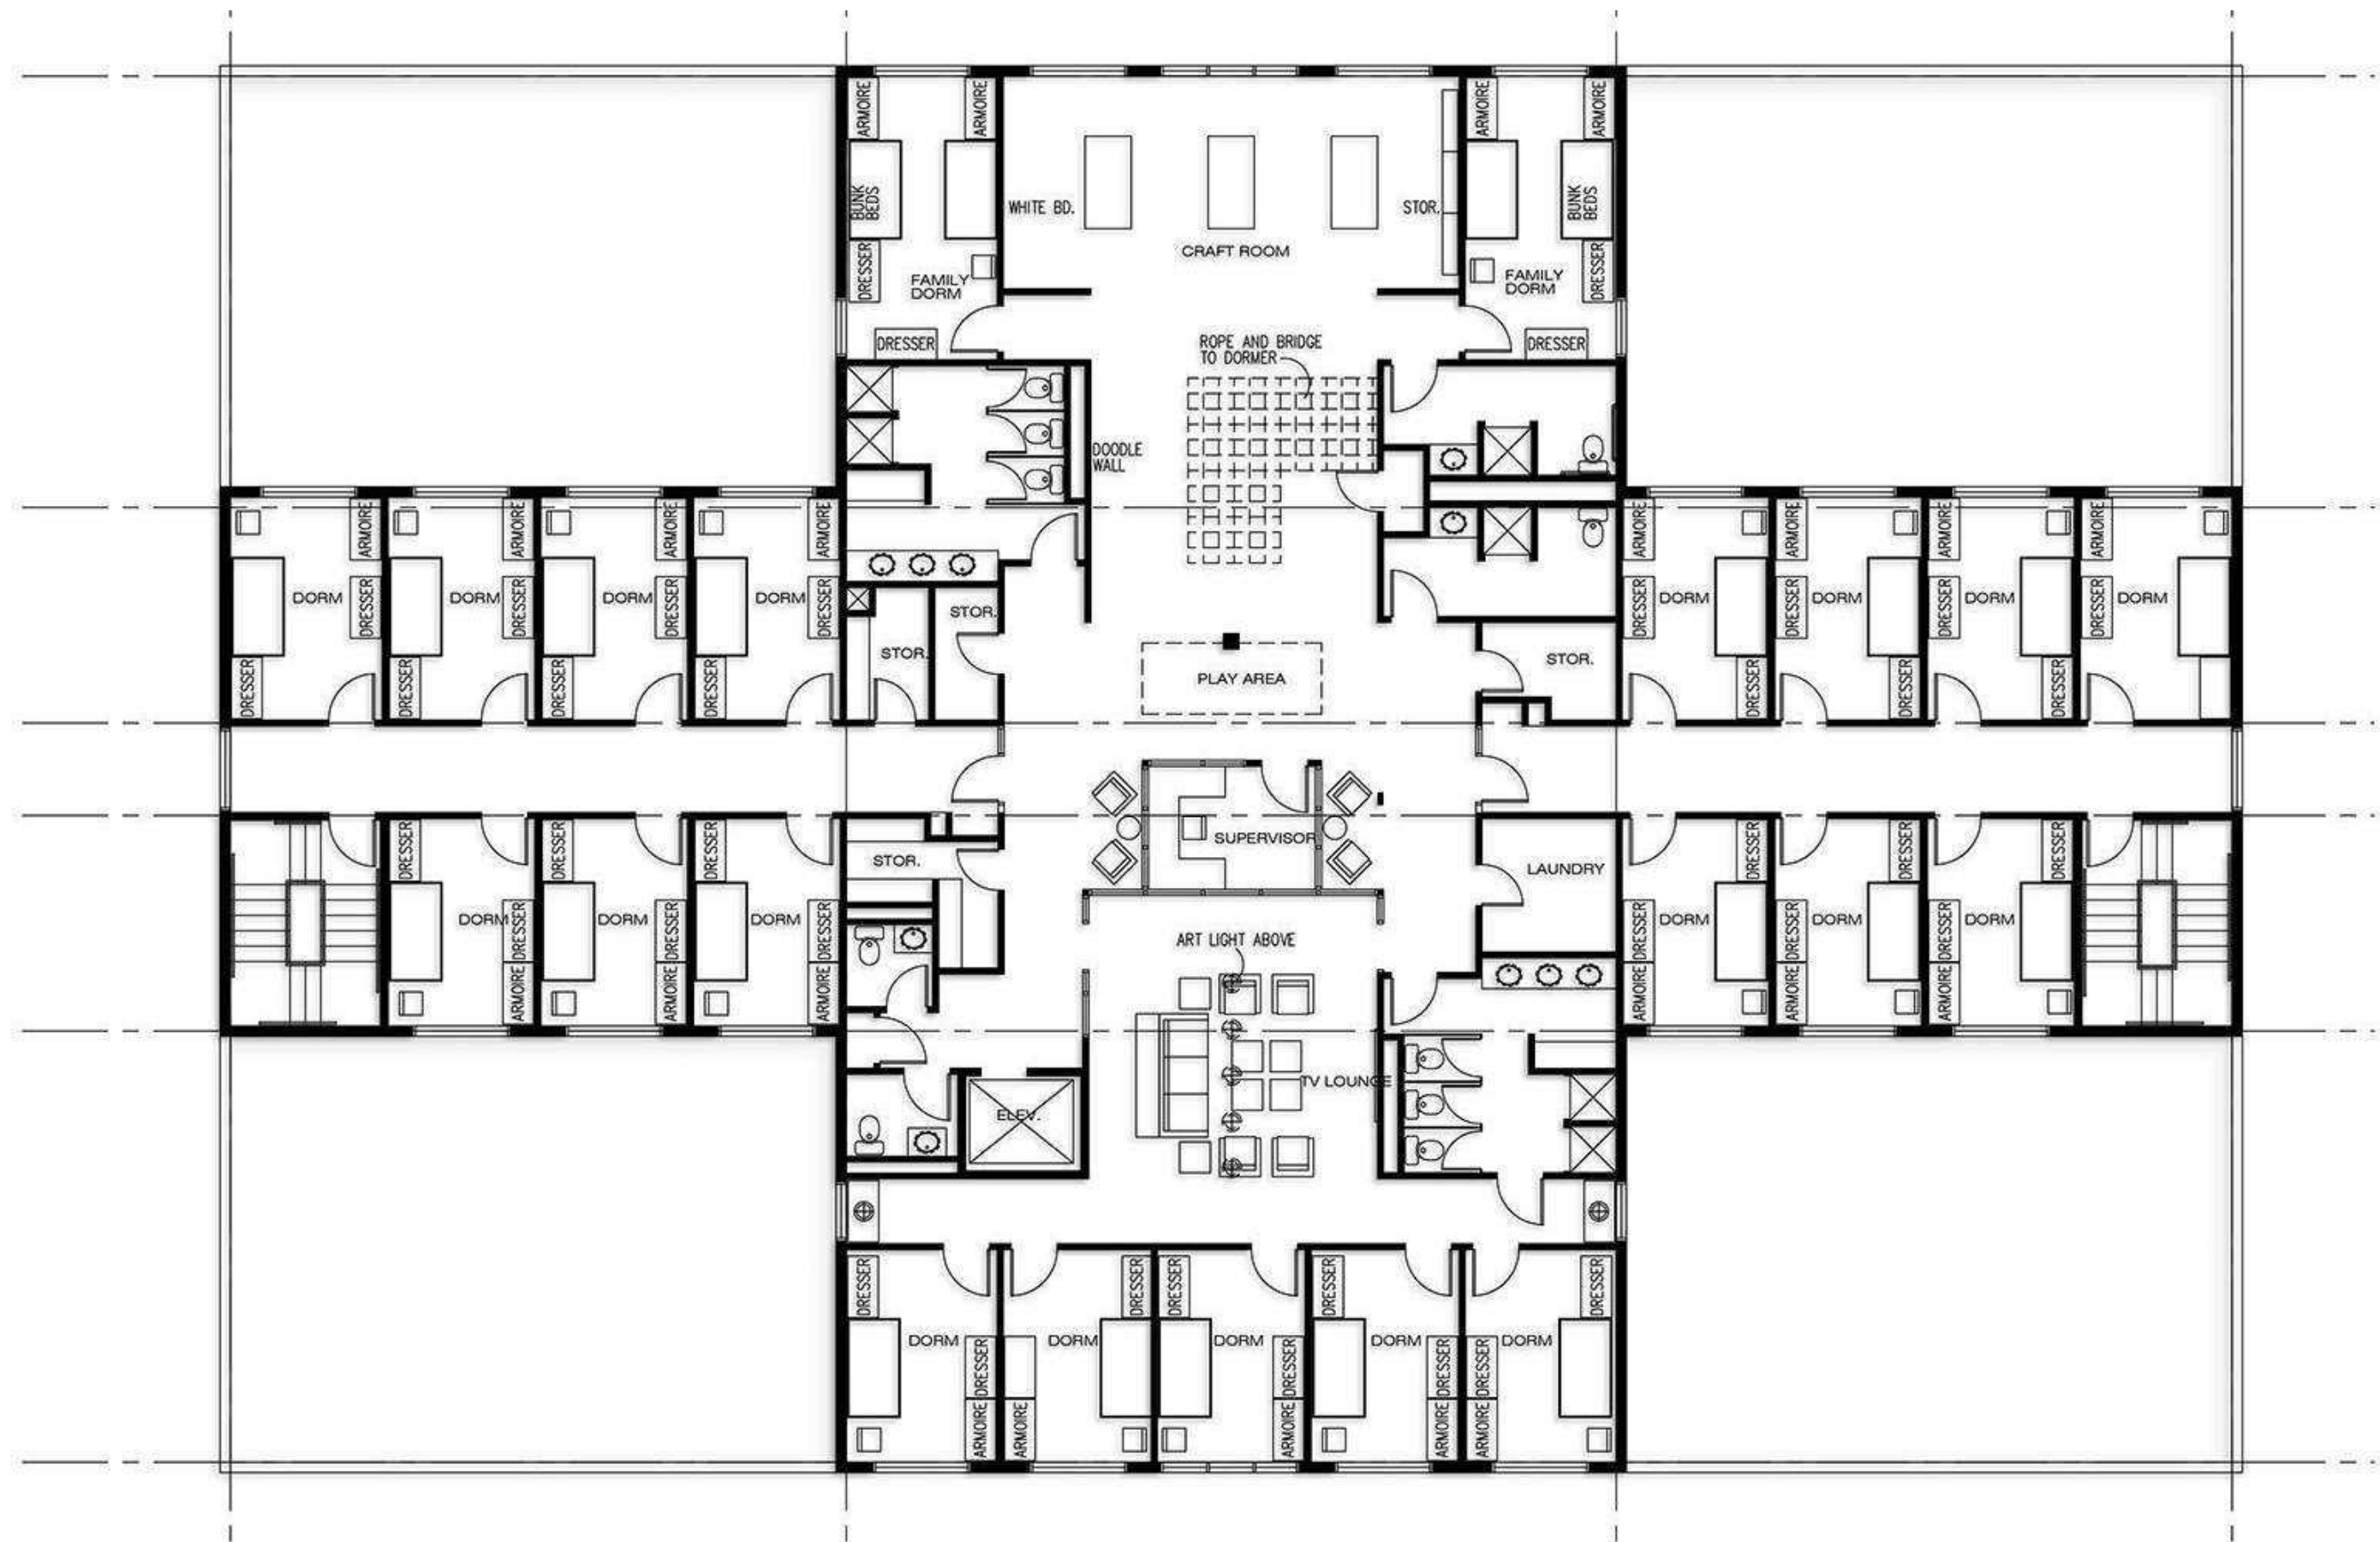 ARMOIRE
ARMOIRE
ARMOIRE
ARMOIRE
BUNK
BEDS
WHITE BD.
STOR.
BUNK
BEDS
CRAFT ROOM
DRESSER
FAMILY
DORM
FAMILY
DORM
DRESSER
DRESSER
ROPE AND BRIDGE
TO DORMER
DRESSER
DOODLE
WALL
ARMOIRE
ARMOIRE
ARMOIRE
ARMOIRE
ARMOIRE
ARMOIRE
ARMOIRE
ARMOIRE
DORM
DRESSER
DORM
DRESSER
DORM
DRESSER
DORM
DRESSER
STOR.
DRESSER
DORM
DRESSER
DORM
DRESSER
DORM
DRESSER
DORM
STOR.
STOR.
PLAY AREA
DRESSER
DRESSER
DRESSER
DRESSER
DRESSER
DRESSER
DRESSER
SUPERVISOR
DRESSER
DRESSER
DRESSER
STOR.
LAUNDRY
DRESSER
DRESSER
DRESSER
DORM
DRESSER
DORM
DRESSER
DORM
DRESSER
DRESSER
DORM
DRESSER
DORM
DRESSER
DORM
ART LIGHT ABOVE
ARMOIRE
ARMOIRE
ARMOIRE
ARMOIRE
ARMOIRE
ARMOIRE
TV LOUNGE
ELEV.
DRESSER
DRESSER
DRESSER
DRESSER
DRESSER
DORM
DORM
DORM
DORM
DORM
DRESSER
DRESSER
DRESSER
DRESSER
ARMOIRE
ARMOIRE
ARMOIRE
ARMOIRE
ARMOIRE